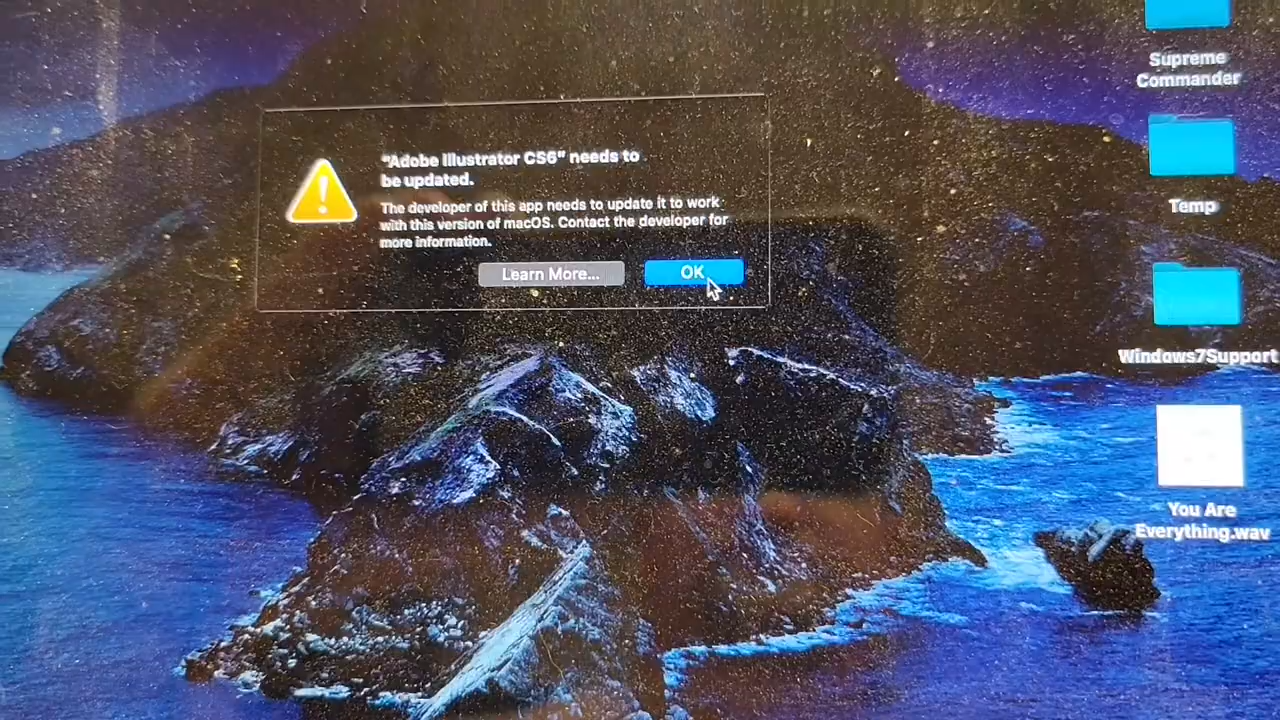 "Adobe Illustrator CS6" needs to
be updated.
The developer of this app needs to update it to work
with this version of macOS. Contact the developer for
more information.
Learn More...
OK
Supreme
Commander
Temp
Windows7Support
You Are
Everything.wav